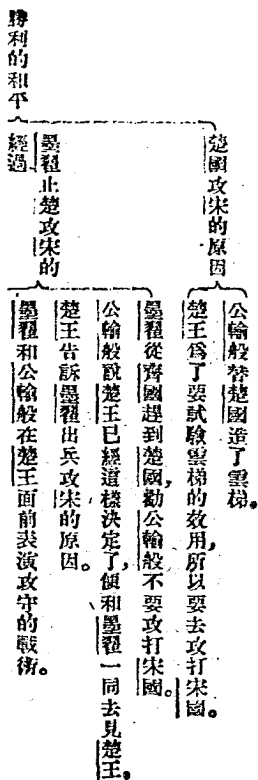 勝利的和平
楚國攻宋的原因
公輸般替楚國造了雲梯。
楚王爲了要試驗雲梯的效用，所以要去攻打宋國。
墨翟止楚攻宋的
經過
墨翟從齊國趕到楚國，勸公輸般不要攻打宋國。
公輸般說楚王已經這樣決定了，便和墨翟一同去見楚王。
楚王告訴墨翟出兵攻宋的原因。
墨翟和公輸般在楚王面前表演攻守的戰術。